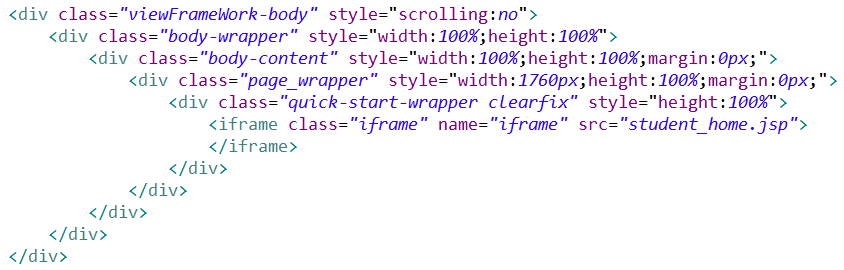 <div class="viewFrameWork-body" style="scrolling:no">
<div class="body-wrapper" style="width:100%;height:100%">
<div class="body-content" style="width:100%;height:100%;margin:0px;">
<div class="page_wrapper" style="width:1760px;height:100%;margin:0px;">
<div class="quick-start-wrapper clearfix" style="height:100%">
<iframe class="iframe" name="iframe" src="student_home.jsp">
</iframe>
</div>
</div>
</div>
</div>
</div>